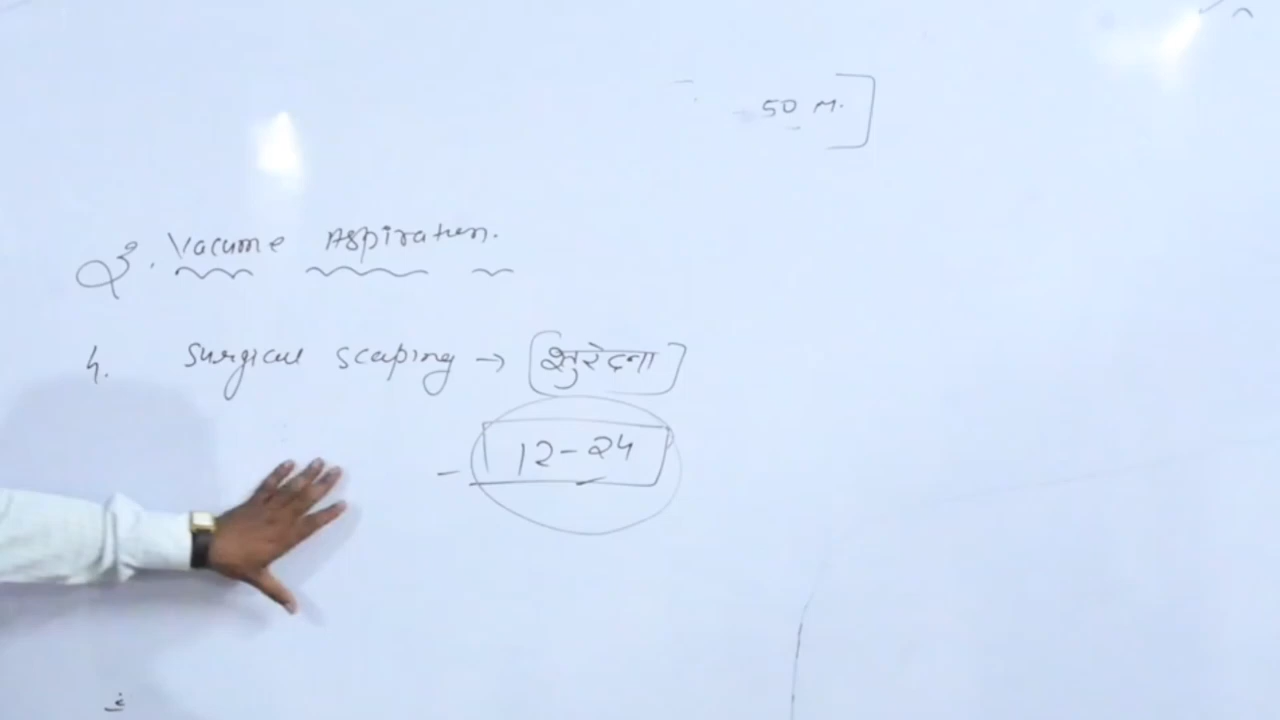 50 M.
3. Vacume Aspiration.
4. Surgical Scaping → क्षुरेदना
- 12-24